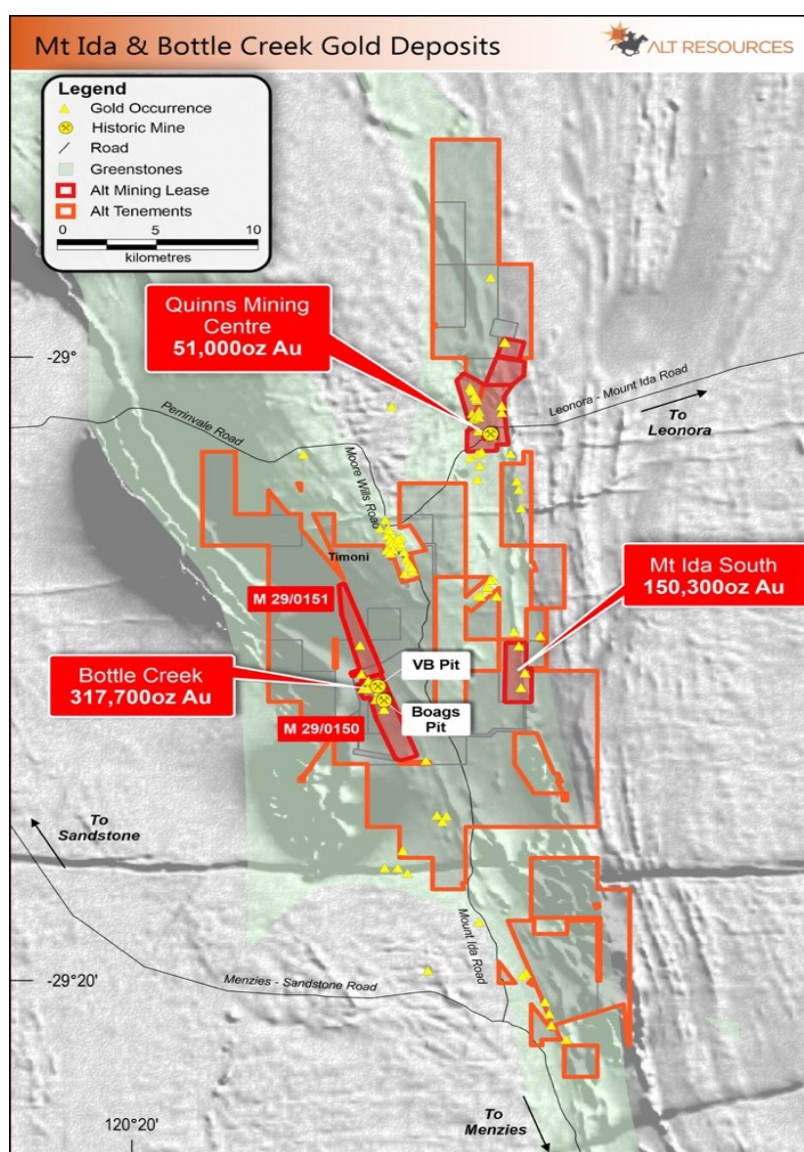 Mt Ida & Bottle Creek Gold Deposits
ALT RESOURCES
Legend
Gold Occurrence
Historic Mine
Road
Greenstones
Alt Mining Lease
Alt Tenements
0 5 10
kilometres
Quinns Mining
Centre
51,000oz Au
-29°
Leonora - Mount Ida Road
To
Leonora
Perrinvale Road
Moore Wills Road
Timoni
Mt Ida South
150,300oz Au
M 29/0151
VB Pit
Bottle Creek
317,700oz Au
Boags
Pit
M 29/0150
To
Sandstone
Mount Ida Road
-29°20'
Menzies - Sandstone Road
120°20'
To
Menzies